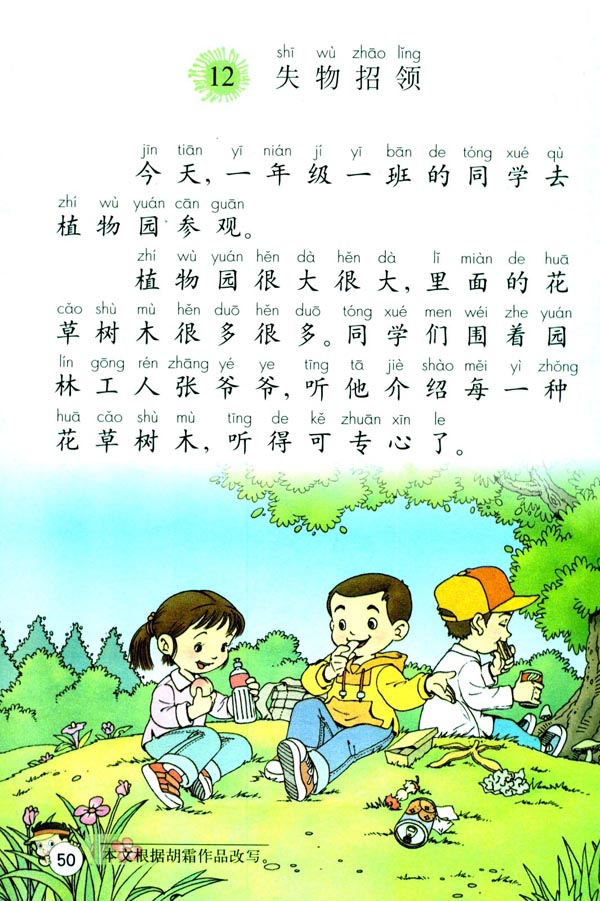 shī wù zhāo lǐng
12 失物招领
jīn tiān yī nián jí yī bān de tóng xué qù
今天，一年级一班的同学去
zhí wù yuán cān guān
植物园参观。
zhí wù yuán hěn dà hěn dà lǐ miàn de huā
植物园很大很大，里面的花
cǎo shù mù hěn duō hěn duō tóng xué men wéi zhe yuán
草树木很多很多。同学们围着园
lín gōng rén zhāng yé ye tīng tā jiè shào měi yì zhǒng
林工人张爷爷，听他介绍每一种
huā cǎo shù mù tīng de kě zhuān xīn le
花草树木，听得可专心了。
50 本文根据胡霜作品改写。